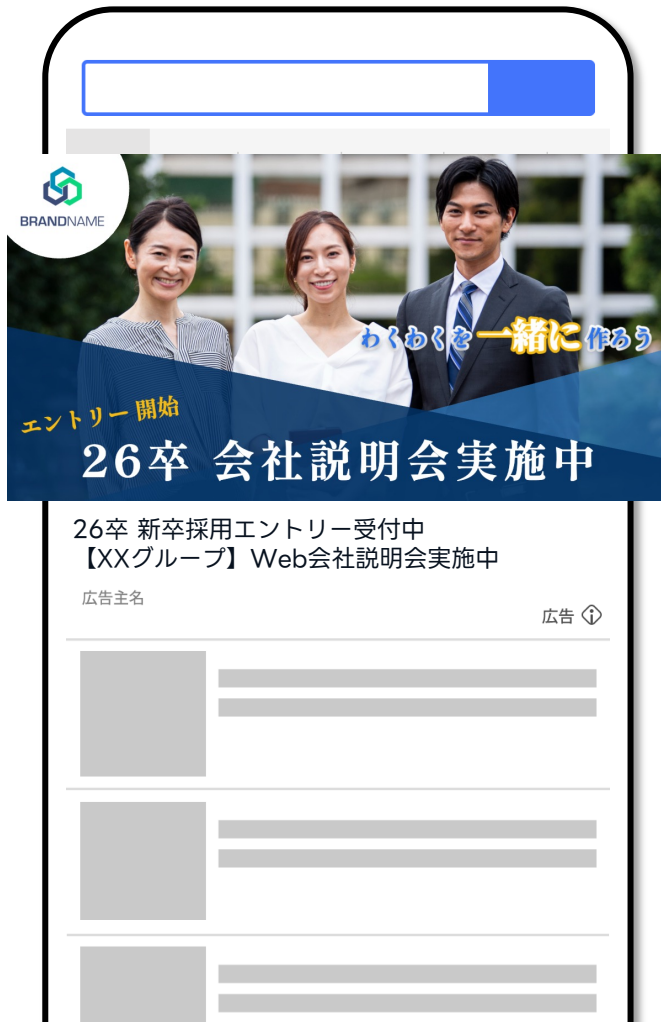 BRANDNAME
わくわくを一緒に作ろう
エントリー開始
26卒 会社説明会実施中
26卒 新卒採用エントリー受付中
【XXグループ】Web会社説明会実施中
広告主名
広告